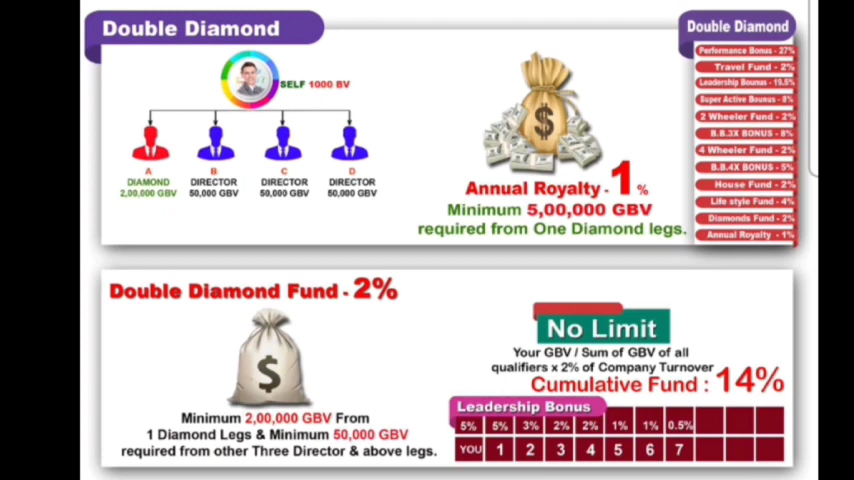 Double Diamond
SELF 1000 BV
A B C D
DIAMOND DIRECTOR DIRECTOR DIRECTOR
2,00,000 GBV 50,000 GBV 50,000 GBV 50,000 GBV
Annual Royalty - 1 %
Minimum 5,00,000 GBV
required from One Diamond legs.
Double Diamond
Performance Bonus - 27%
Travel Fund - 2%
Leadership Bounus - 19.5%
Super Active Bounus - 8%
2 Wheeler Fund - 2%
B.B.3X BONUS - 8%
4 Wheeler Fund - 2%
B.B.4X BONUS - 5%
House Fund - 2%
Life style Fund - 4%
Diamonds Fund - 2%
Annual Royalty - 1%
Double Diamond Fund - 2%
$
Minimum 2,00,000 GBV From
1 Diamond Legs & Minimum 50,000 GBV
required from other Three Director & above legs.
No Limit
Your GBV / Sum of GBV of all
qualifiers x 2% of Company Turnover
Cumulative Fund : 14%
Leadership Bonus
5% 5% 3% 2% 2% 1% 1% 0.5%
YOU 1 2 3 4 5 6 7